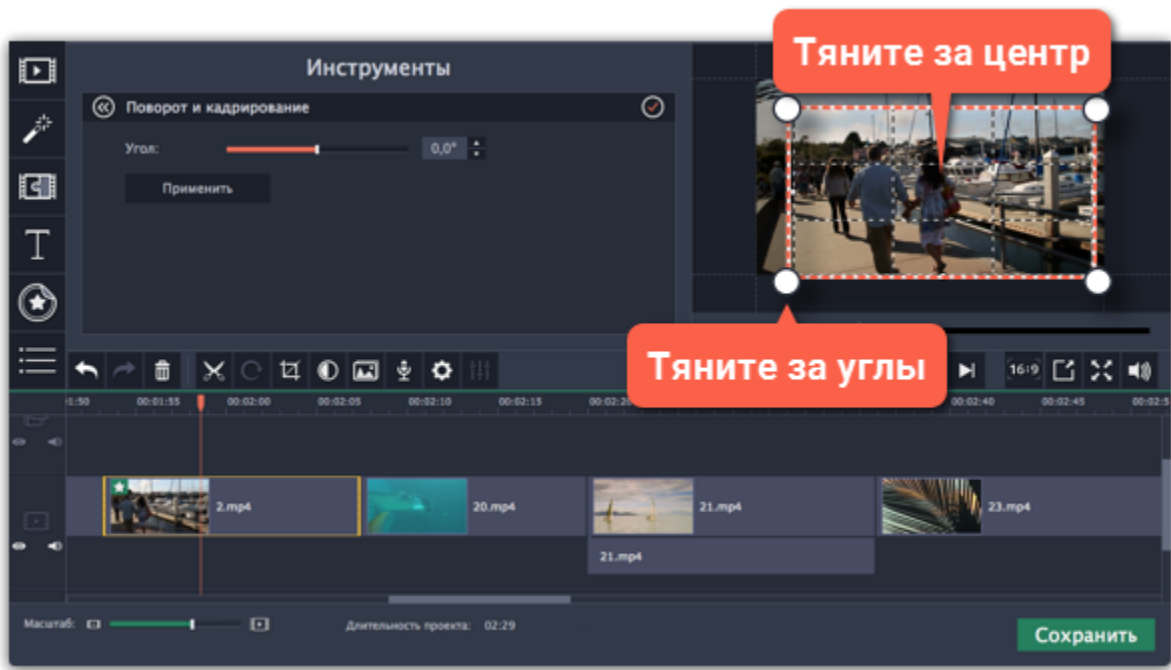 Тяните за центр
Инструменты
Поворот и кадрирование
Угол:
0,0°
Применить
T
Тяните за углы
16:9
1:50 00:01:55 00:02:00 00:02:05 00:02:10 00:02:15 00:02:20 00:02:40 00:02:45 00:02:5
2.mp4 20.mp4 21.mp4 23.mp4
21.mp4
Масштаб:
Длительность проекта: 02:29
Сохранить